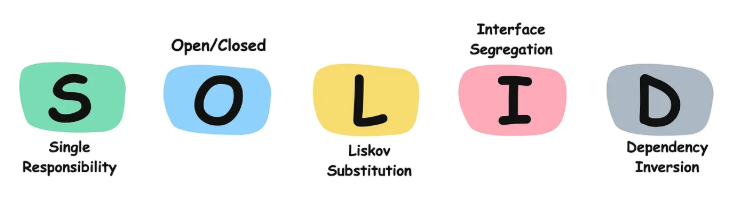 S
Single
Responsibility
Open/Closed
O
L
Liskov
Substitution
Interface
Segregation
I
D
Dependency
Inversion